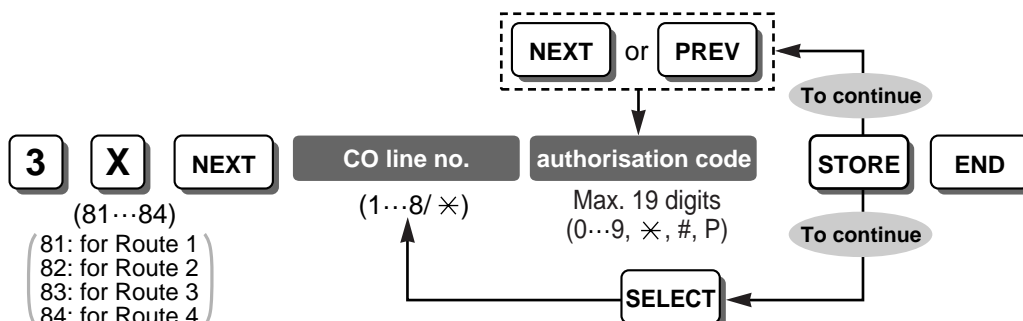 NEXT or PREV
To continue
3 X NEXT CO line no. authorisation code STORE END
(81···84)
(1···8/ ✳)
Max. 19 digits
(0···9, ✳, #, P)
To continue
81: for Route 1
82: for Route 2
83: for Route 3
84: for Route 4
SELECT